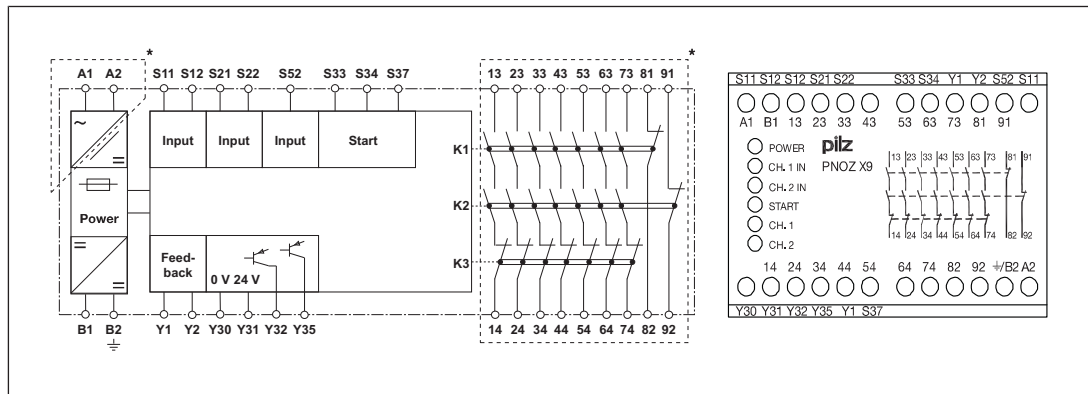 * *
A1 A2 S11 S12 S21 S22 S52 S33 S34 S37 13 23 33 43 53 63 73 81 91
~
=
Input Input Input Start
K1
Power
K2
=
=
Feed-
back
0 V 24 V
K3
B1 B2 Y1 Y2 Y30 Y31 Y32 Y35 14 24 34 44 54 64 74 82 92
S11 S12 S12 S21 S22 S33 S34 Y1 Y2 S52 S11
A1 B1 13 23 33 43 53 63 73 81 91
POWER
pilz
PNOZ X9
CH. 1 IN
CH. 2 IN
START
CH. 1
CH. 2
13 23 33 43 53 63 73 81 91
14 24 34 44 54 64 74 82 92
14 24 34 44 54 64 74 82 92 /B2 A2
Y30 Y31 Y32 Y35 Y1 S37